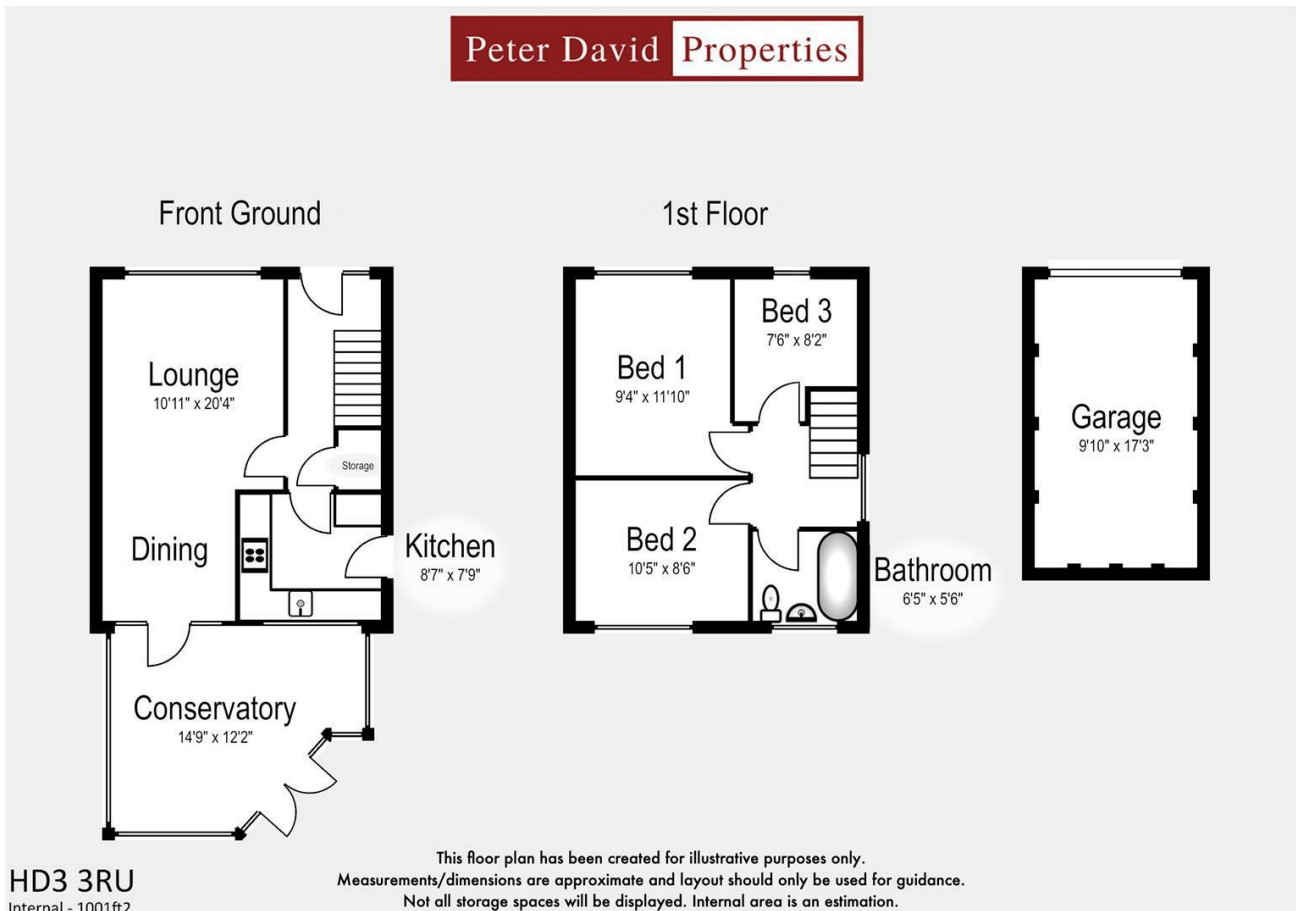 Peter David Properties
Front Ground
1st Floor
Lounge
10'11" x 20'4"
Storage
Dining
Kitchen
8'7" x 7'9"
Conservatory
14'9" x 12'2"
Bed 1
9'4" x 11'10"
Bed 3
7'6" x 8'2"
Bed 2
10'5" x 8'6"
Bathroom
6'5" x 5'6"
Garage
9'10" x 17'3"
HD3 3RU
Internal - 1001ft2
This floor plan has been created for illustrative purposes only.
Measurements/dimensions are approximate and layout should only be used for guidance.
Not all storage spaces will be displayed. Internal area is an estimation.